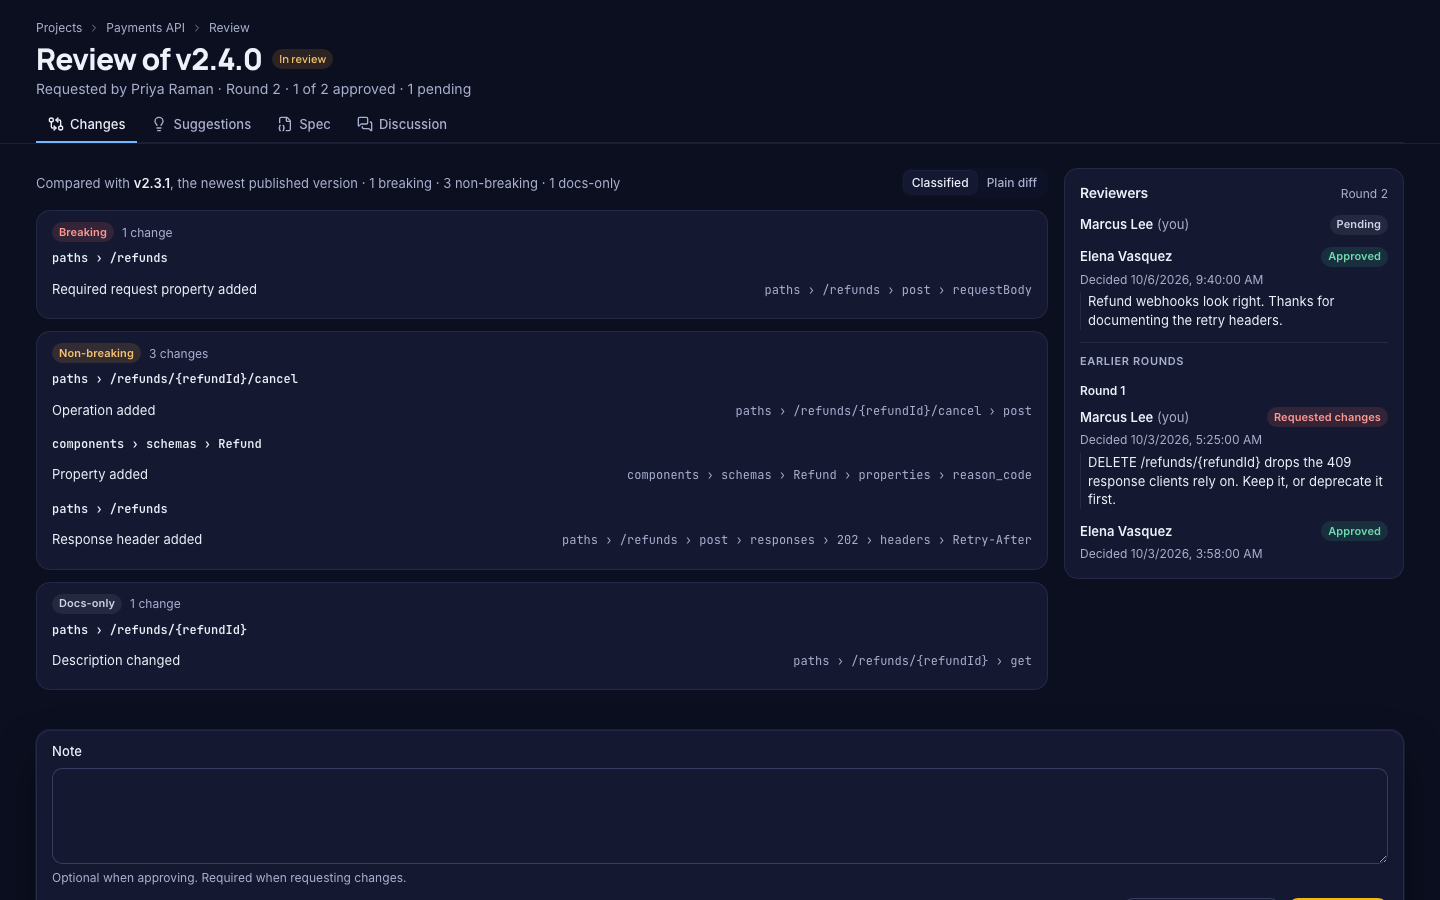 Projects › Payments API › Review
Review of v2.4.0 In review
Requested by Priya Raman · Round 2 · 1 of 2 approved · 1 pending
Changes Suggestions Spec Discussion
Compared with v2.3.1, the newest published version · 1 breaking · 3 non-breaking · 1 docs-only
Classified Plain diff
Breaking 1 change
paths › /refunds
Required request property added paths › /refunds › post › requestBody
Non-breaking 3 changes
paths › /refunds/{refundId}/cancel
Operation added paths › /refunds/{refundId}/cancel › post
components › schemas › Refund
Property added components › schemas › Refund › properties › reason_code
paths › /refunds
Response header added paths › /refunds › post › responses › 202 › headers › Retry-After
Docs-only 1 change
paths › /refunds/{refundId}
Description changed paths › /refunds/{refundId} › get
Reviewers Round 2
Marcus Lee (you) Pending
Elena Vasquez Approved
Decided 10/6/2026, 9:40:00 AM
Refund webhooks look right. Thanks for
documenting the retry headers.
EARLIER ROUNDS
Round 1
Marcus Lee (you) Requested changes
Decided 10/3/2026, 5:25:00 AM
DELETE /refunds/{refundId} drops the 409
response clients rely on. Keep it, or deprecate it
first.
Elena Vasquez Approved
Decided 10/3/2026, 3:58:00 AM
Note
Optional when approving. Required when requesting changes.